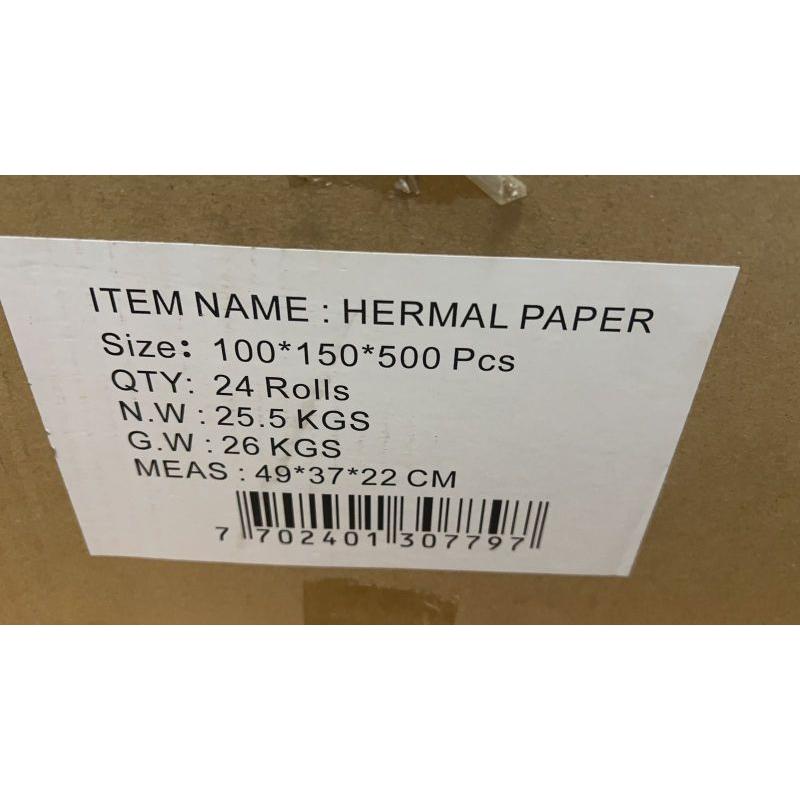 ITEM NAME : HERMAL PAPER
Size: 100*150*500 Pcs
QTY: 24 Rolls
N.W : 25.5 KGS
G.W : 26 KGS
MEAS : 49*37*22 CM
7 702401 307797